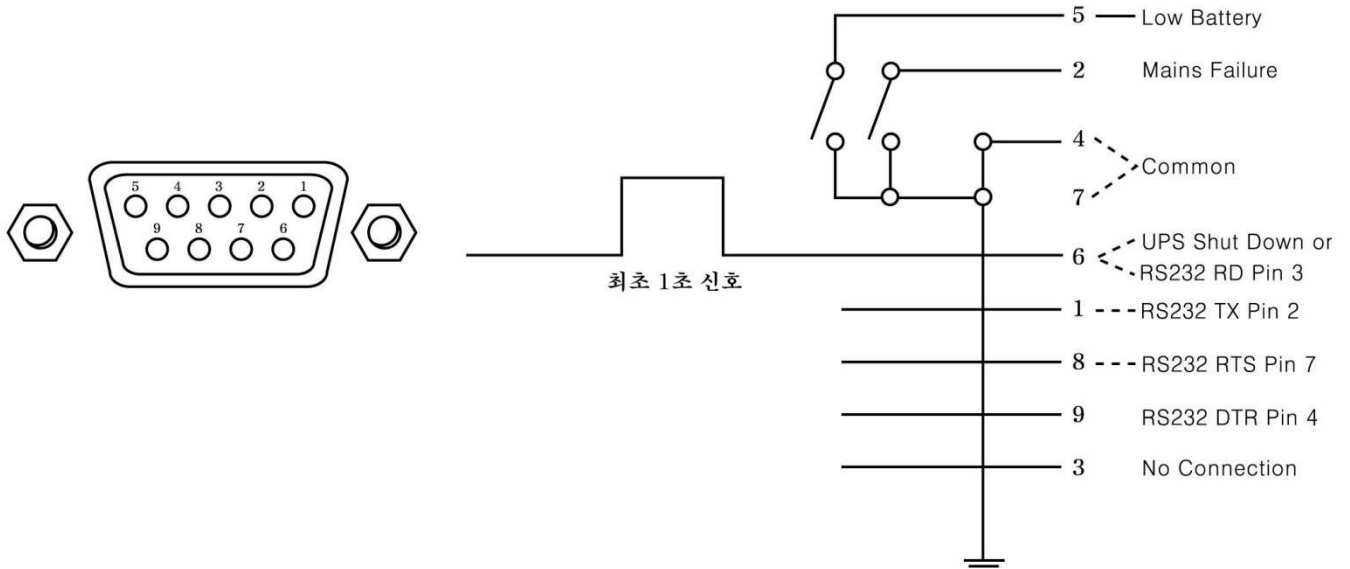 5 4 3 2 1
9 8 7 6
최초 1초 신호
5 Low Battery
2 Mains Failure
4
Common
7
6
UPS Shut Down or
RS232 RD Pin 3
1 RS232 TX Pin 2
8 RS232 RTS Pin 7
9 RS232 DTR Pin 4
3 No Connection